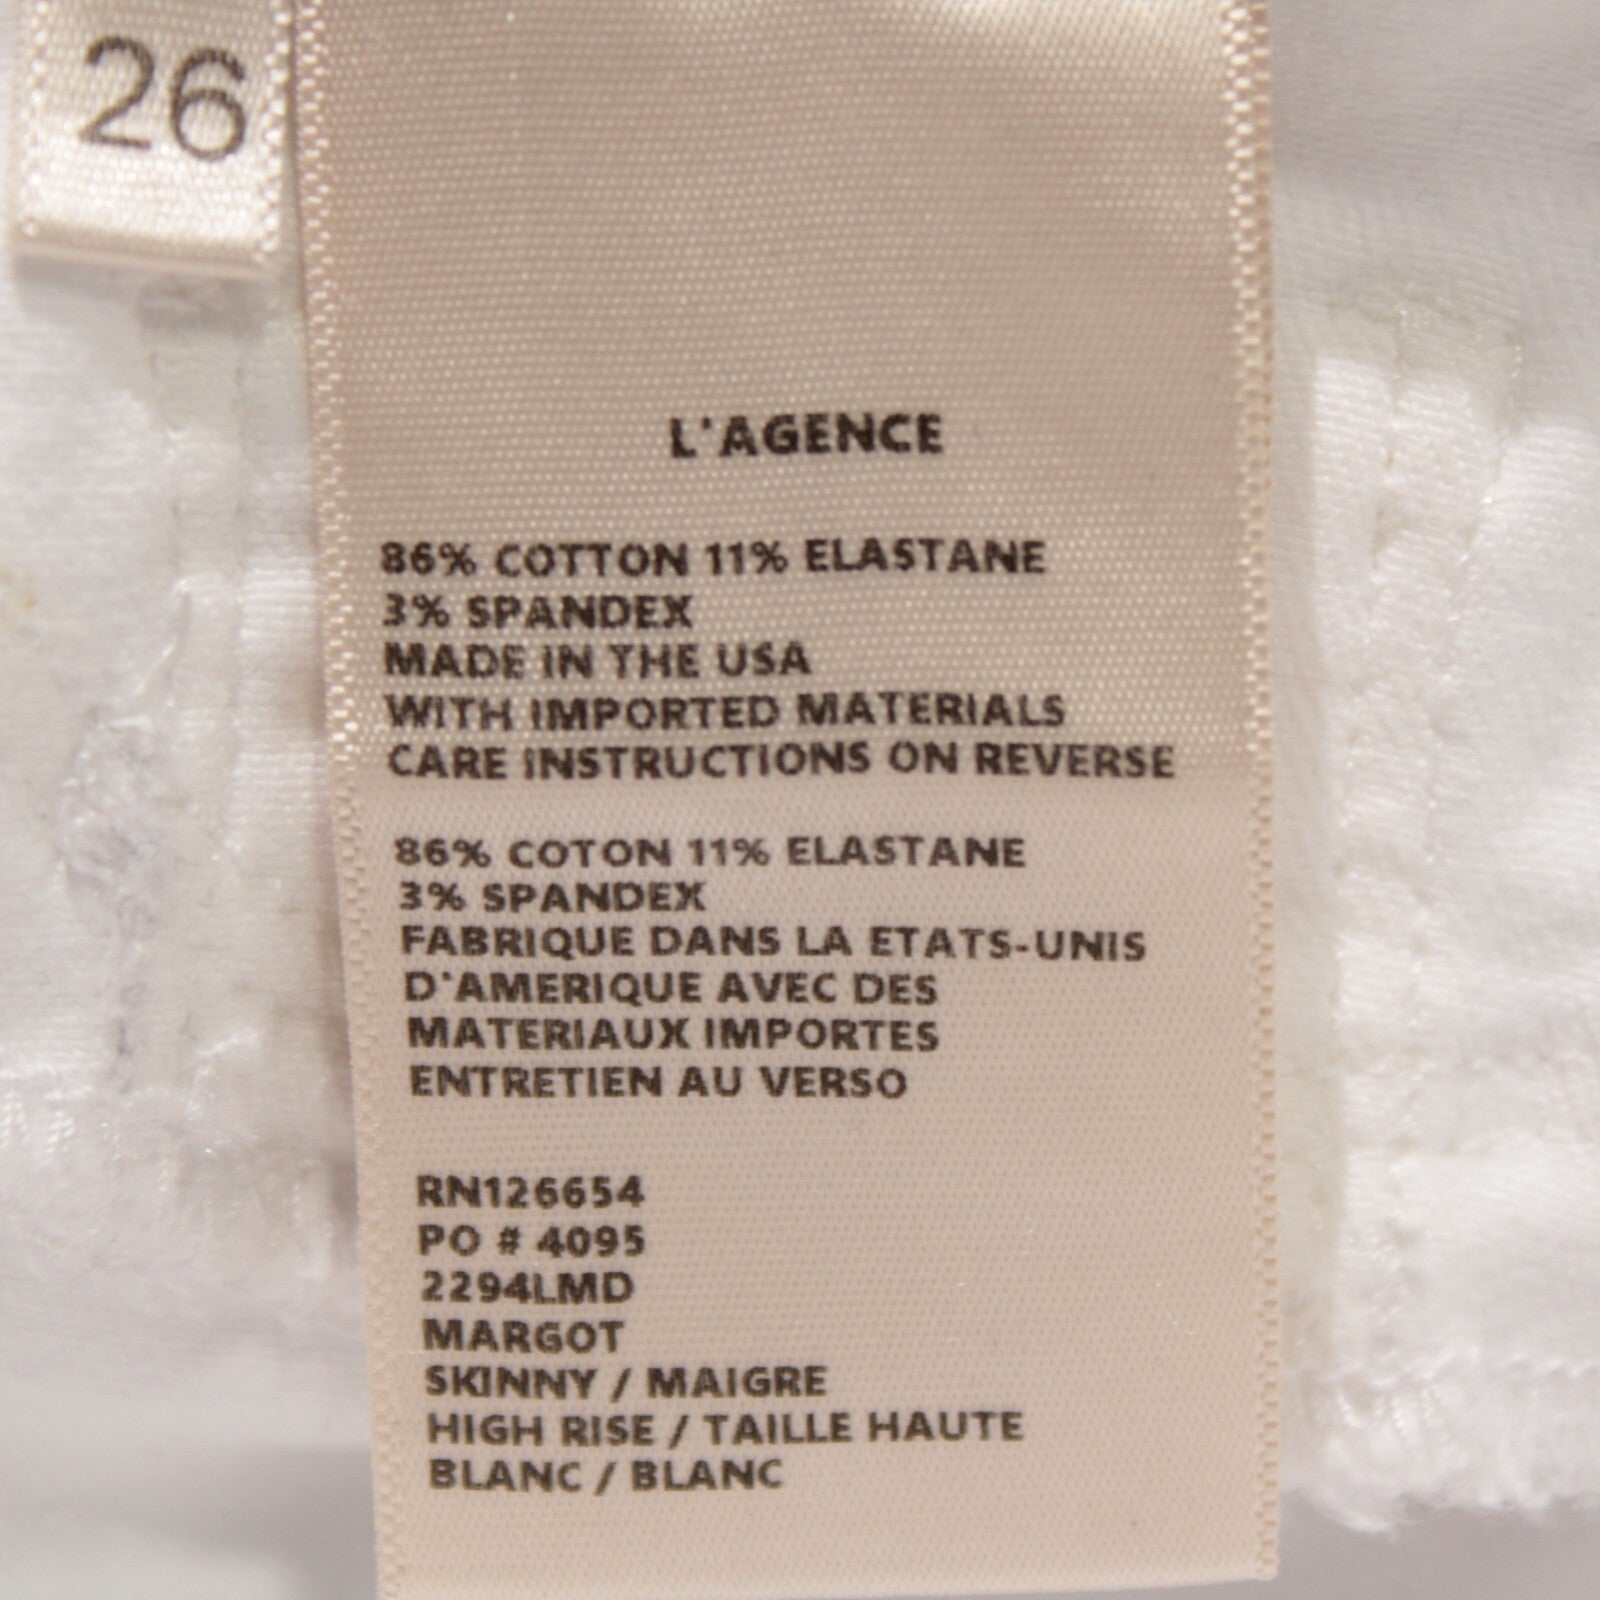 26
L'AGENCE
86% COTTON 11% ELASTANE
3% SPANDEX
MADE IN THE USA
WITH IMPORTED MATERIALS
CARE INSTRUCTIONS ON REVERSE
86% COTON 11% ELASTANE
3% SPANDEX
FABRIQUE DANS LA ETATS-UNIS
D'AMERIQUE AVEC DES
MATERIAUX IMPORTES
ENTRETIEN AU VERSO
RN126654
PO # 4095
2294LMD
MARGOT
SKINNY / MAIGRE
HIGH RISE / TAILLE HAUTE
BLANC / BLANC